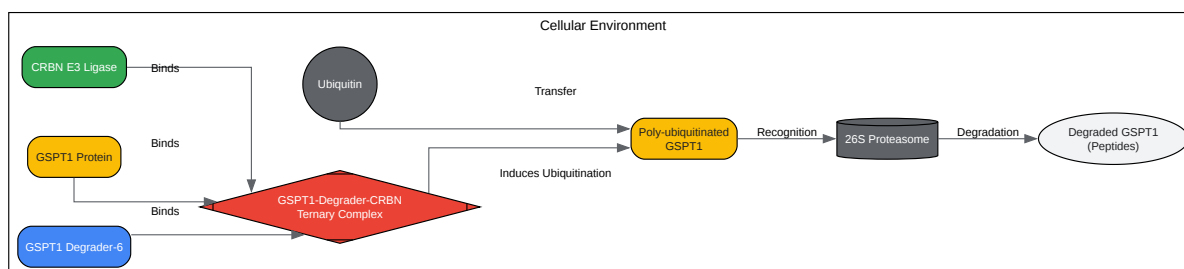 Cellular Environment
CRBN E3 Ligase
Binds
Ubiquitin
Transfer
GSPT1 Protein
Binds
Poly-ubiquitinated
GSPT1
Recognition
26S Proteasome
Degradation
Degraded GSPT1
(Peptides)
Induces Ubiquitination
Binds
GSPT1-Degrader-CRBN
Ternary Complex
GSPT1 Degrader-6